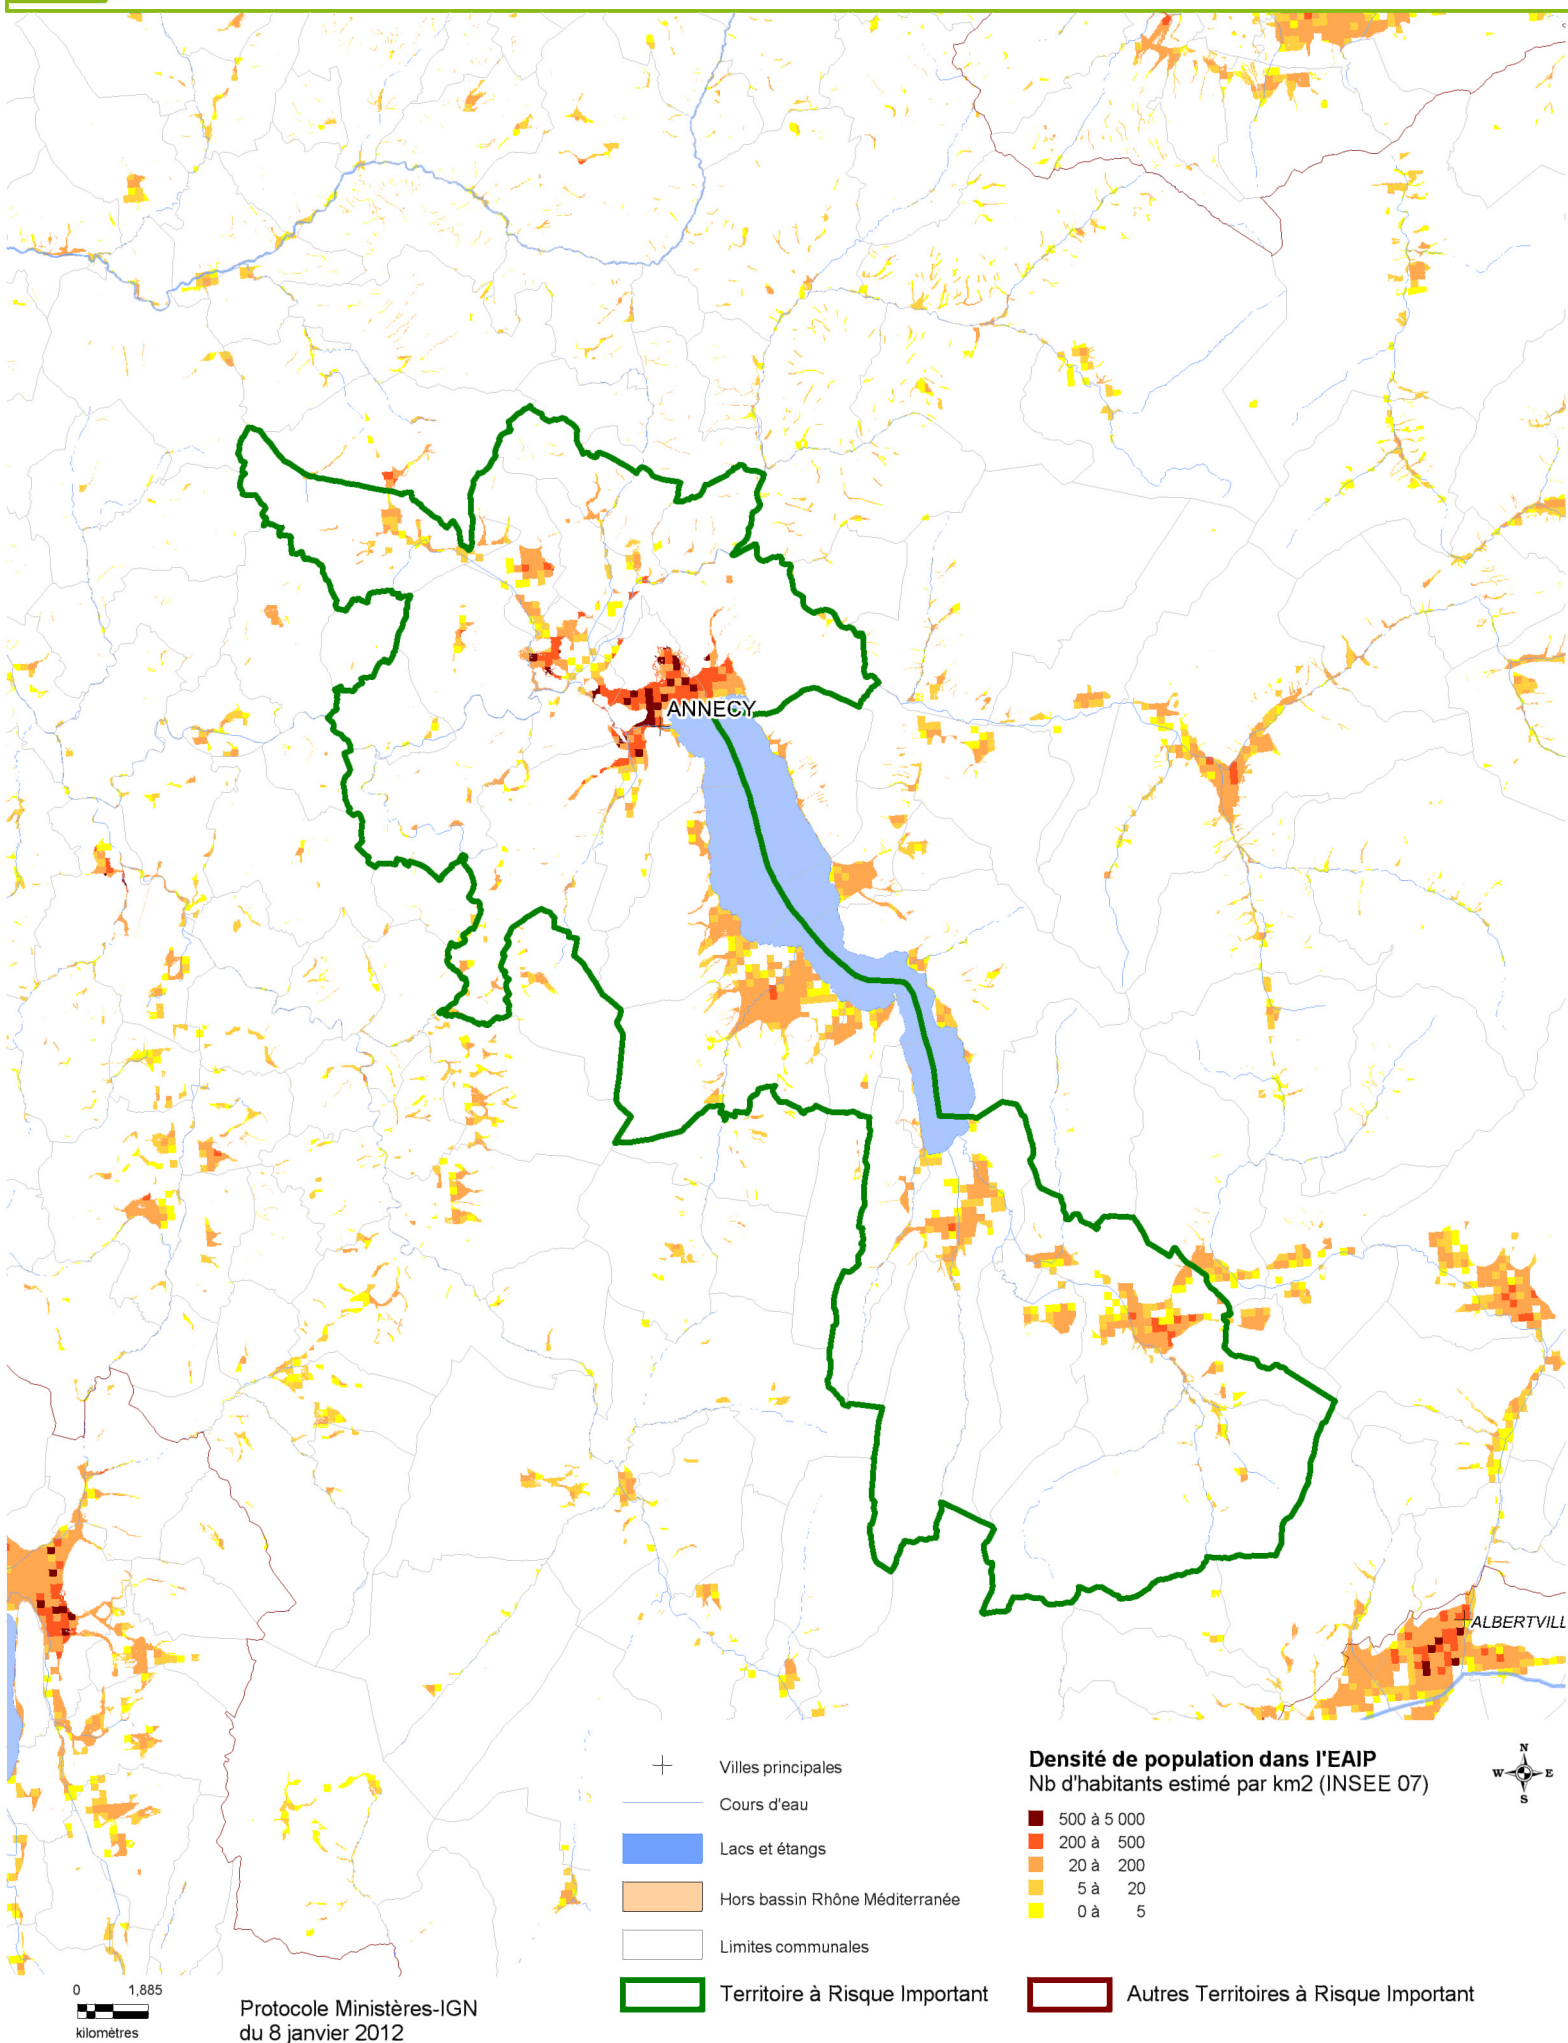 ANNECY
ALBERTVILL
Villes principales
Cours d'eau
Lacs et étangs
Hors bassin Rhône Méditerranée
Limites communales
Territoire à Risque Important
Densité de population dans l'EAIP
Nb d'habitants estimé par km2 (INSEE 07)
500 à 5 000
200 à 500
20 à 200
5 à 20
0 à 5
Autres Territoires à Risque Important
N
W E
S
0 1,885
kilomètres
Protocole Ministères-IGN
du 8 janvier 2012